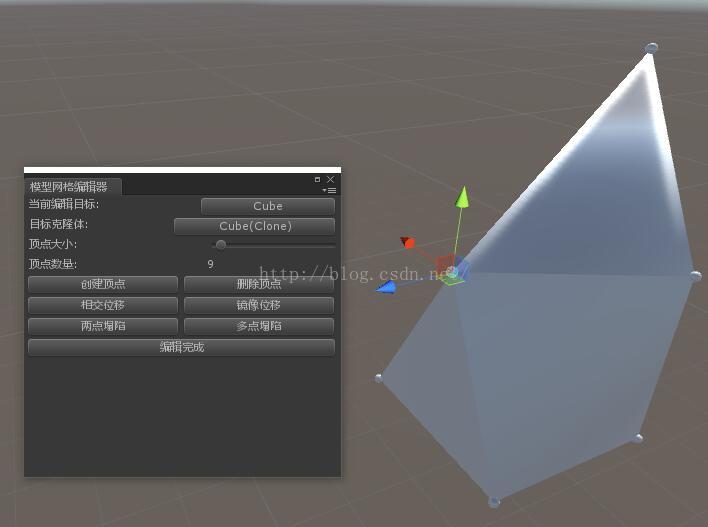 模型网格编辑器
当前编辑目标: Cube
目标克隆体: Cube(Clone)
顶点大小:
顶点数量: 9
http://blog.csdn.net
创建顶点 删除顶点
相交位移 镜像位移
两点塌陷 多点塌陷
编辑完成